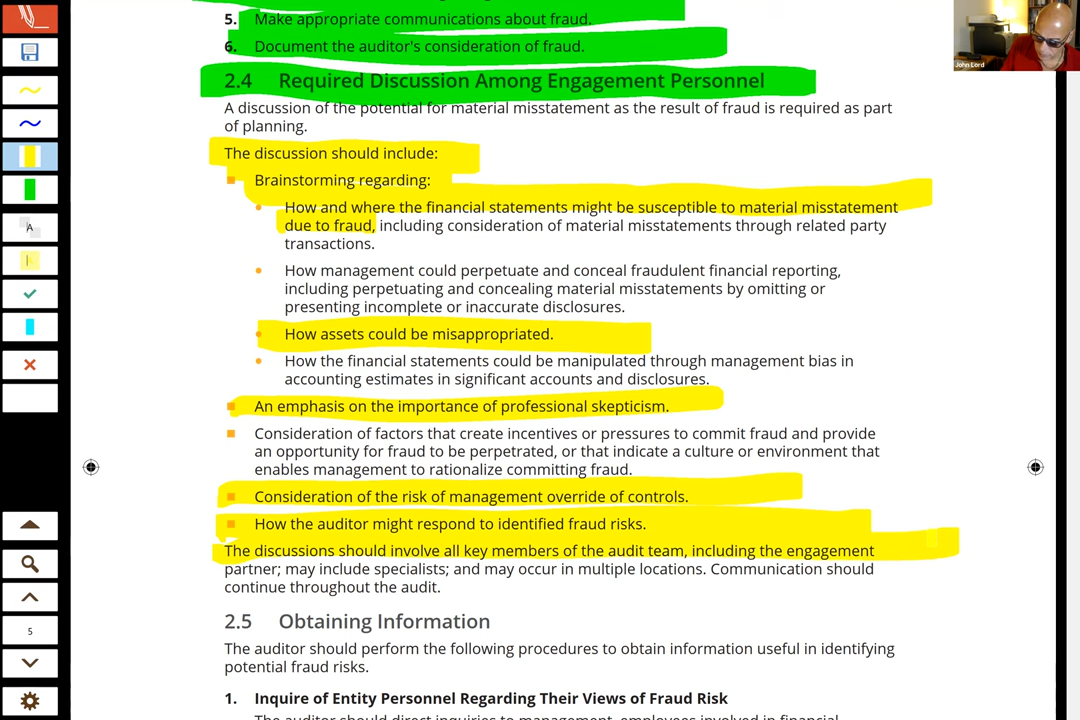 5. Make appropriate communications about fraud.
6. Document the auditor's consideration of fraud.
John Lord
2.4 Required Discussion Among Engagement Personnel
A discussion of the potential for material misstatement as the result of fraud is required as part
of planning.
The discussion should include:
Brainstorming regarding:
How and where the financial statements might be susceptible to material misstatement
due to fraud, including consideration of material misstatements through related party
transactions.
How management could perpetuate and conceal fraudulent financial reporting,
including perpetuating and concealing material misstatements by omitting or
presenting incomplete or inaccurate disclosures.
How assets could be misappropriated.
How the financial statements could be manipulated through management bias in
accounting estimates in significant accounts and disclosures.
An emphasis on the importance of professional skepticism.
Consideration of factors that create incentives or pressures to commit fraud and provide
an opportunity for fraud to be perpetrated, or that indicate a culture or environment that
enables management to rationalize committing fraud.
Consideration of the risk of management override of controls.
How the auditor might respond to identified fraud risks.
The discussions should involve all key members of the audit team, including the engagement
partner; may include specialists; and may occur in multiple locations. Communication should
continue throughout the audit.
5
2.5 Obtaining Information
The auditor should perform the following procedures to obtain information useful in identifying
potential fraud risks.
1. Inquire of Entity Personnel Regarding Their Views of Fraud Risk
The auditor should direct inquiries to management, employees involved in financial